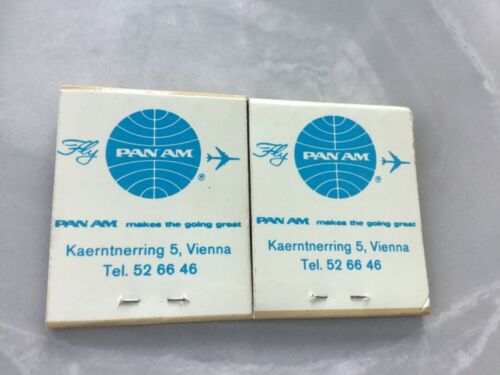 Fly PAN AM ®
PAN AM makes the going great
Kaerntnerring 5, Vienna
Tel. 52 66 46
Fly PAN AM ®
PAN AM makes the going great
Kaerntnerring 5, Vienna
Tel. 52 66 46